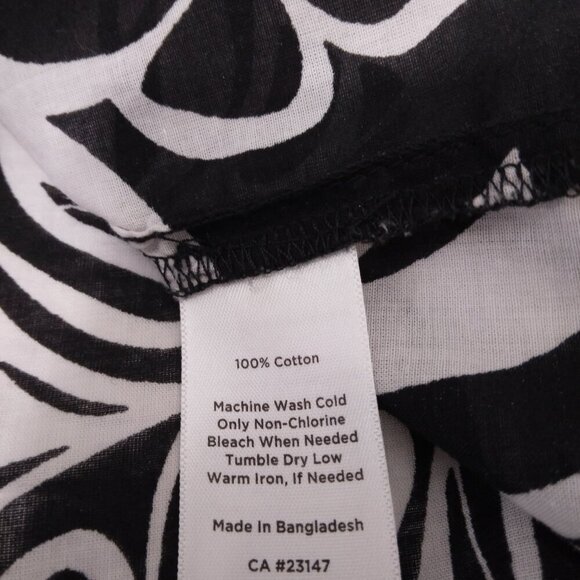 100% Cotton
Machine Wash Cold
Only Non-Chlorine
Bleach When Needed
Tumble Dry Low
Warm Iron, If Needed
Made In Bangladesh
CA #23147